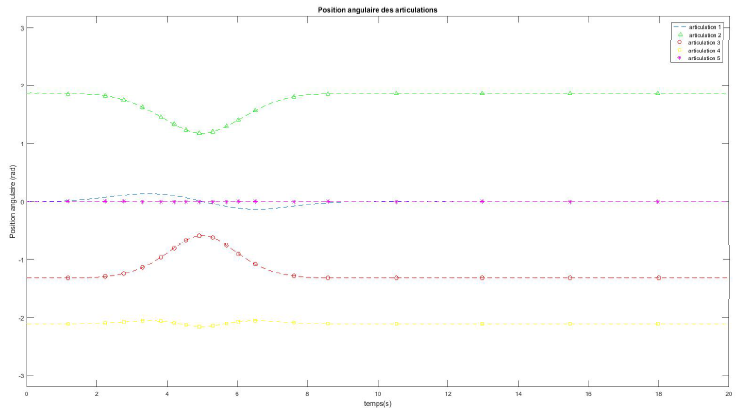 Position angulaire des articulations
articulation 1
articulation 2
articulation 3
articulation 4
articulation 5
Position angulaire (rad)
3
2
1
0
-1
-2
-3
0 2 4 6 8 10 12 14 16 18 20
temps(s)